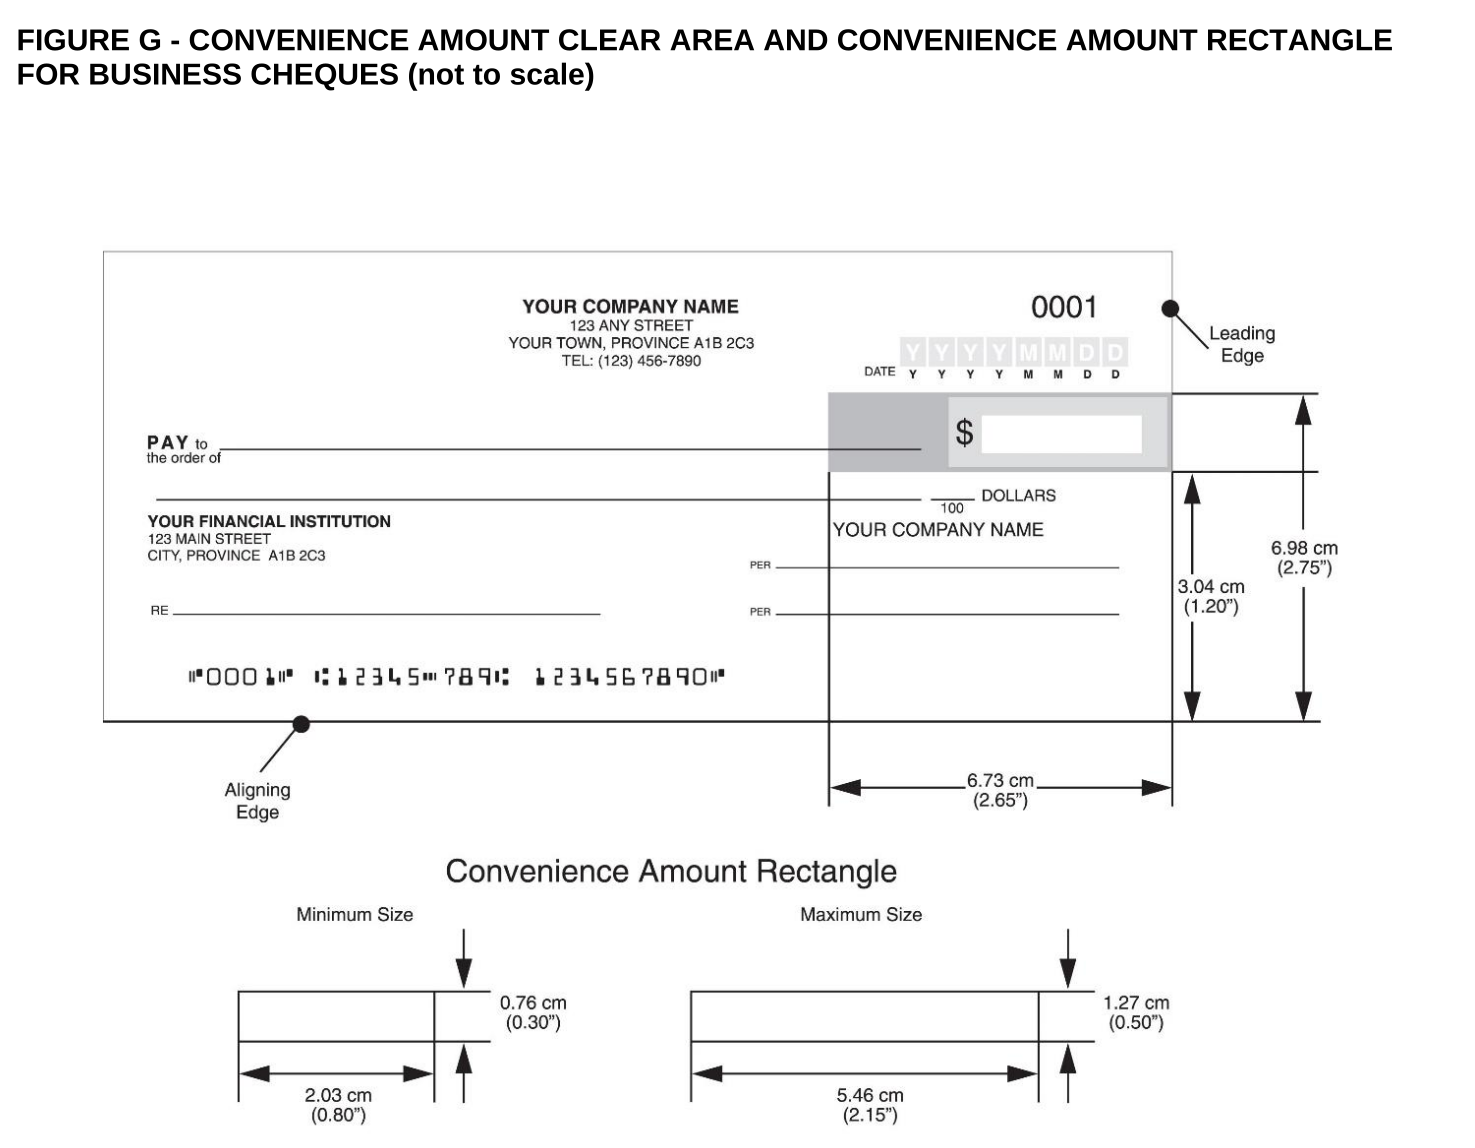 FIGURE G - CONVENIENCE AMOUNT CLEAR AREA AND CONVENIENCE AMOUNT RECTANGLE
FOR BUSINESS CHEQUES (not to scale)
YOUR COMPANY NAME
123 ANY STREET
YOUR TOWN, PROVINCE A1B 2C3
TEL: (123) 456-7890
0001
Leading
Edge
Y Y Y Y M M D D
DATE Y Y Y Y M M D D
$
PAY to
the order of
100 DOLLARS
YOUR FINANCIAL INSTITUTION
123 MAIN STREET
CITY, PROVINCE A1B 2C3
YOUR COMPANY NAME
PER
RE
PER
6.98 cm
(2.75”)
3.04 cm
(1.20”)
⑈0001⑈ ⑆12345⑉789⑆ 1234567890⑈
Aligning
Edge
6.73 cm
(2.65”)
Convenience Amount Rectangle
Minimum Size
Maximum Size
0.76 cm
(0.30”)
1.27 cm
(0.50”)
2.03 cm
(0.80”)
5.46 cm
(2.15”)